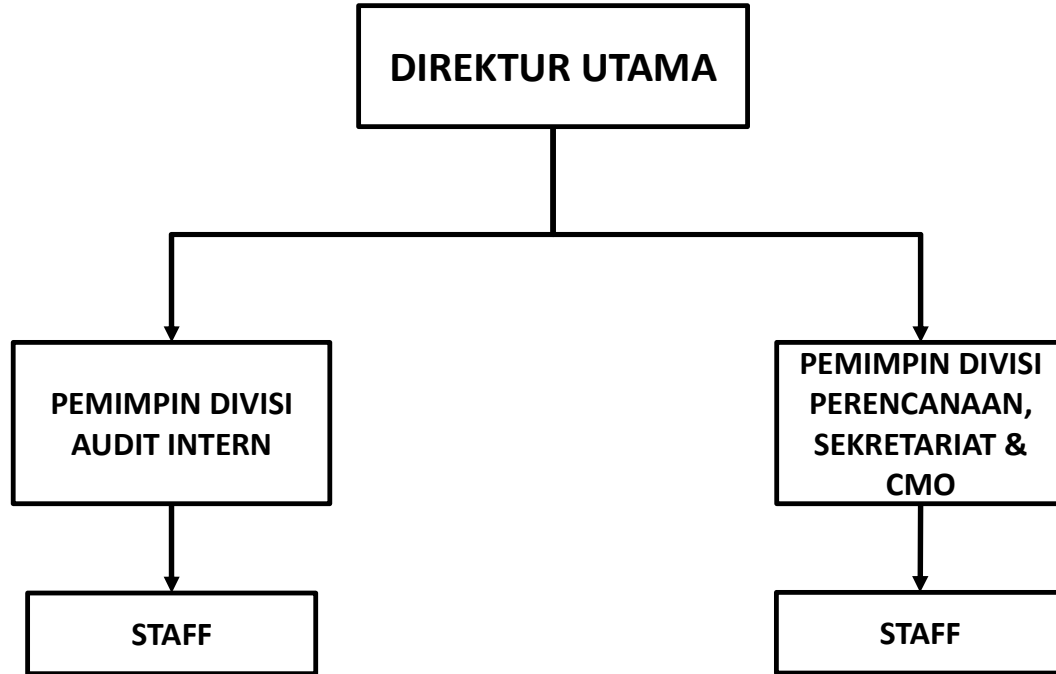 DIREKTUR UTAMA
PEMIMPIN DIVISI
AUDIT INTERN
PEMIMPIN DIVISI
PERENCANAAN,
SEKRETARIAT &
CMO
STAFF
STAFF